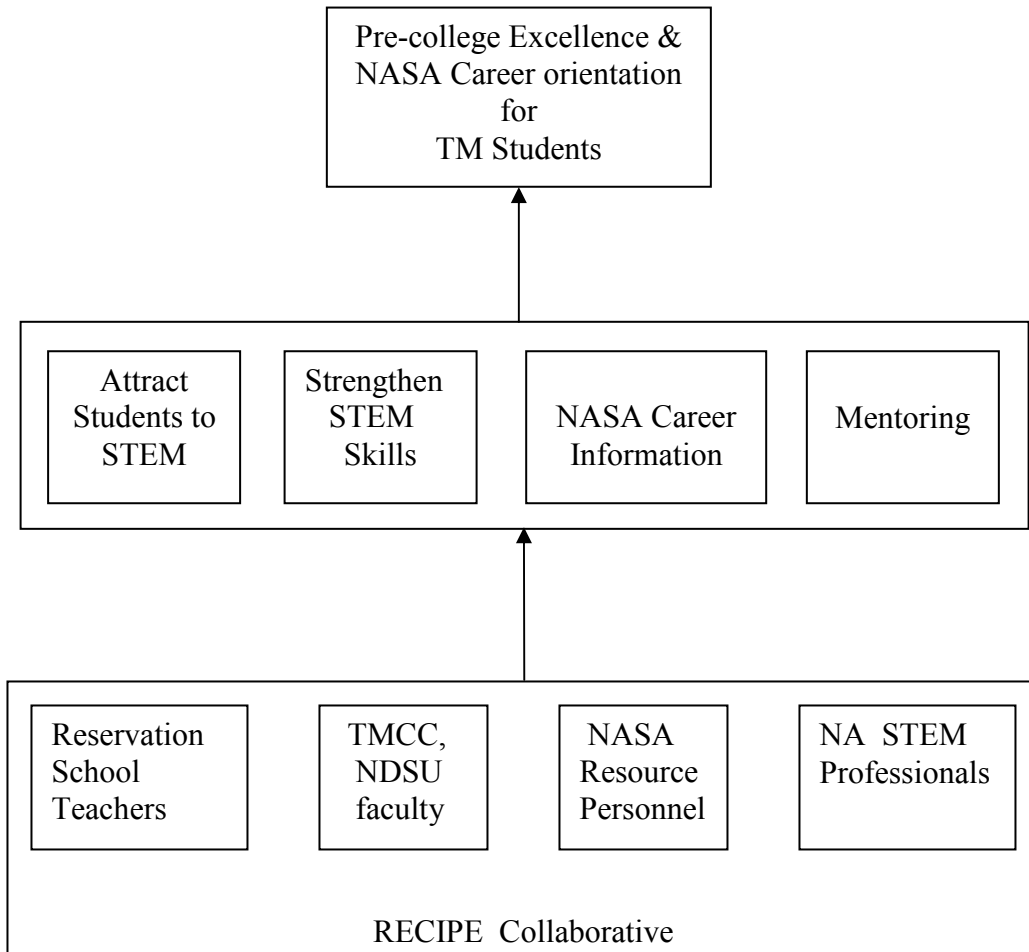 Pre-college Excellence &
NASA Career orientation
for
TM Students
Attract
Students to
STEM
Strengthen
STEM
Skills
NASA Career
Information
Mentoring
Reservation
School
Teachers
TMCC,
NDSU
faculty
NASA
Resource
Personnel
NA STEM
Professionals
RECIPE Collaborative